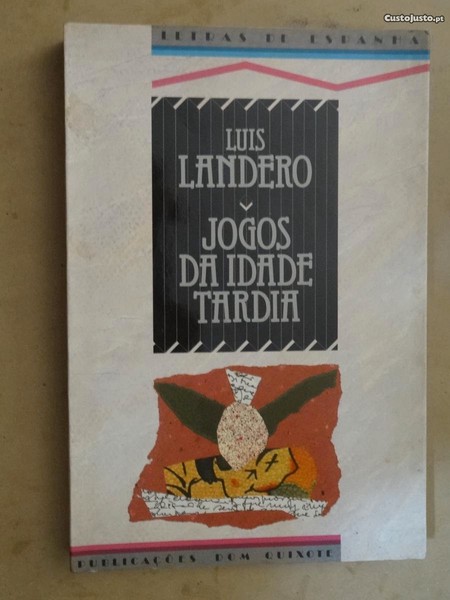 CustoJusto.pt
LETRAS DE ESPANHA
LUIS
LANDERO
JOGOS
DA IDADE
TARDIA
PUBLICAÇÕES DOM QUIXOTE